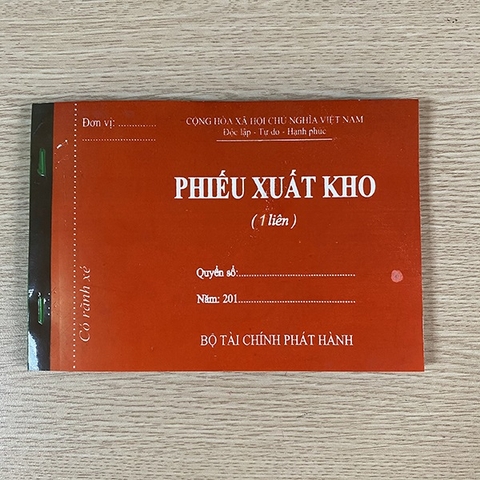 Đơn vị: ..............
.........................
CỘNG HÒA XÃ HỘI CHỦ NGHĨA VIỆT NAM
Độc lập - Tự do - Hạnh phúc
PHIẾU XUẤT KHO
( 1 liên )
Quyển số:....................................
Năm: 201....................................
BỘ TÀI CHÍNH PHÁT HÀNH
Có rãnh xé